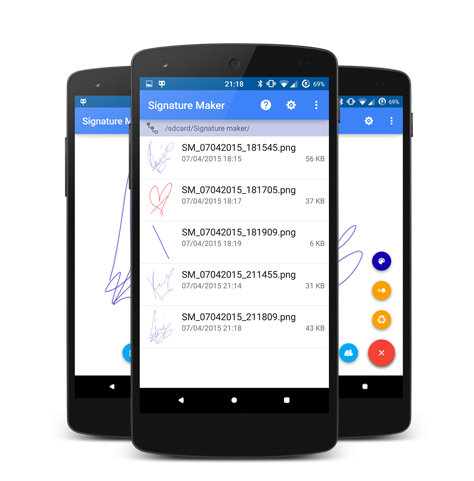 21:18
69%
Signature Maker
/sdcard/Signature maker/
SM_07042015_181545.png
07/04/2015 18:15
56 KB
SM_07042015_181705.png
07/04/2015 18:17
37 KB
SM_07042015_181909.png
07/04/2015 18:19
6 KB
SM_07042015_211455.png
07/04/2015 21:14
31 KB
SM_07042015_211809.png
07/04/2015 21:18
43 KB
Signature M
69%